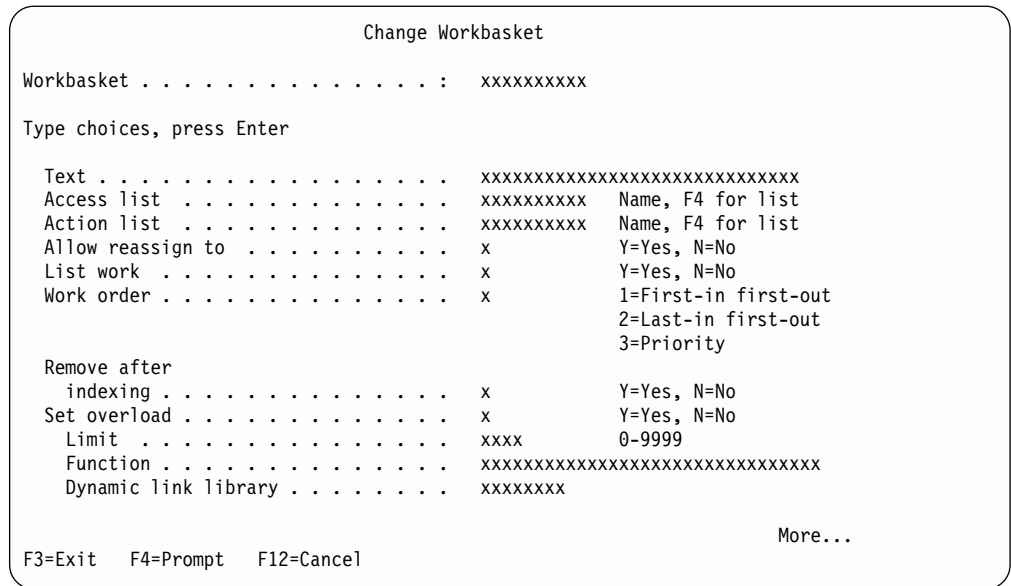 Change Workbasket
Workbasket . . . . . . . . . . . . . . . : xxxxxxxxxx
Type choices, press Enter
Text . . . . . . . . . . . . . . . . . . xxxxxxxxxxxxxxxxxxxxxxxxxxxxxx
Access list . . . . . . . . . . . . . xxxxxxxxxx Name, F4 for list
Action list . . . . . . . . . . . . . xxxxxxxxxx Name, F4 for list
Allow reassign to . . . . . . . . . . x Y=Yes, N=No
List work . . . . . . . . . . . . . . x Y=Yes, N=No
Work order . . . . . . . . . . . . . . x 1=First-in first-out
2=Last-in first-out
3=Priority
Remove after
indexing . . . . . . . . . . . . . . x Y=Yes, N=No
Set overload . . . . . . . . . . . . . x Y=Yes, N=No
Limit . . . . . . . . . . . . . . . xxxx 0-9999
Function . . . . . . . . . . . . . . xxxxxxxxxxxxxxxxxxxxxxxxxxxxxxxx
Dynamic link library . . . . . . . . xxxxxxxx
More...
F3=Exit F4=Prompt F12=Cancel